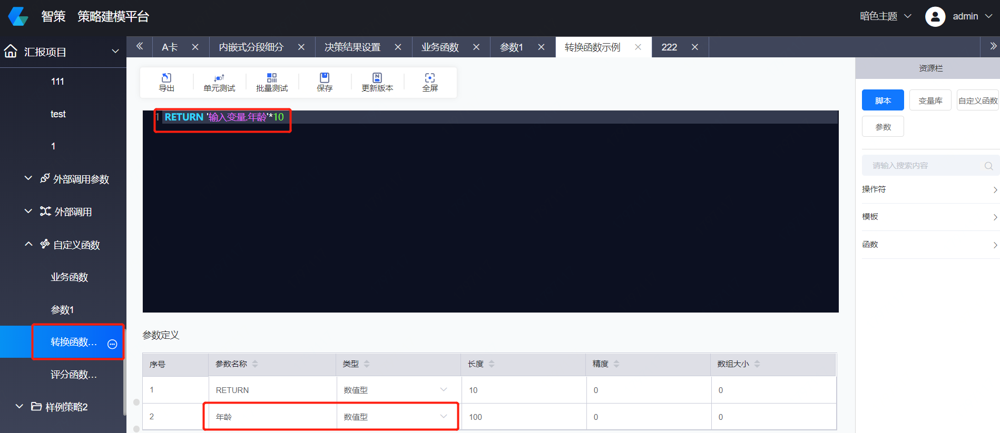 智策 策略建模平台
暗色主题
admin
汇报项目
A卡
内嵌式分段细分
决策结果设置
业务函数
参数1
转换函数示例
222
111
test
1
外部调用参数
外部调用
自定义函数
业务函数
参数1
转换函数...
评分函数...
样例策略2
导出
单元测试
批量测试
保存
更新版本
全屏
1 RETURN '输入变量.年龄'*10
参数定义
序号 参数名称 类型 长度 精度 数组大小
1 RETURN 数值型 10 0 0
2 年龄 数值型 100 0 0
资源栏
脚本 变量库 自定义函数
参数
请输入搜索内容
操作符
模板
函数